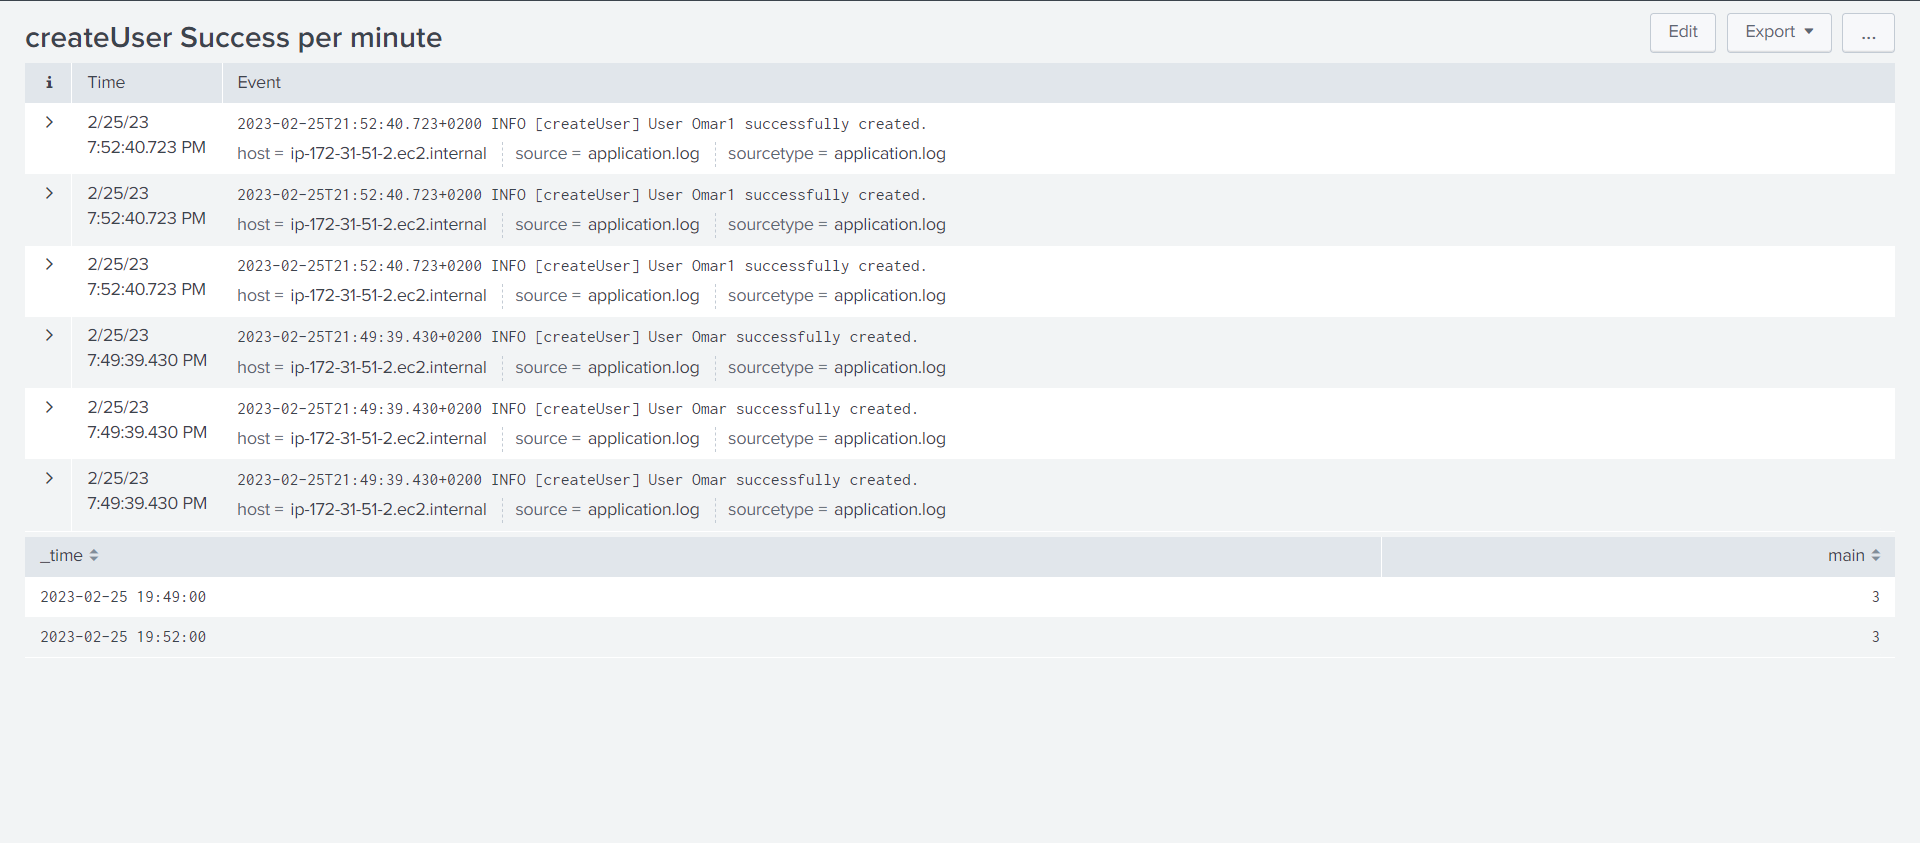 createUser Success per minute
Edit Export ...
i Time Event
2/25/23
7:52:40.723 PM
2023-02-25T21:52:40.723+0200 INFO [createUser] User Omar1 successfully created.
host = ip-172-31-51-2.ec2.internal source = application.log sourcetype = application.log
2/25/23
7:52:40.723 PM
2023-02-25T21:52:40.723+0200 INFO [createUser] User Omar1 successfully created.
host = ip-172-31-51-2.ec2.internal source = application.log sourcetype = application.log
2/25/23
7:52:40.723 PM
2023-02-25T21:52:40.723+0200 INFO [createUser] User Omar1 successfully created.
host = ip-172-31-51-2.ec2.internal source = application.log sourcetype = application.log
2/25/23
7:49:39.430 PM
2023-02-25T21:49:39.430+0200 INFO [createUser] User Omar successfully created.
host = ip-172-31-51-2.ec2.internal source = application.log sourcetype = application.log
2/25/23
7:49:39.430 PM
2023-02-25T21:49:39.430+0200 INFO [createUser] User Omar successfully created.
host = ip-172-31-51-2.ec2.internal source = application.log sourcetype = application.log
2/25/23
7:49:39.430 PM
2023-02-25T21:49:39.430+0200 INFO [createUser] User Omar successfully created.
host = ip-172-31-51-2.ec2.internal source = application.log sourcetype = application.log
_time main
2023-02-25 19:49:00 3
2023-02-25 19:52:00 3